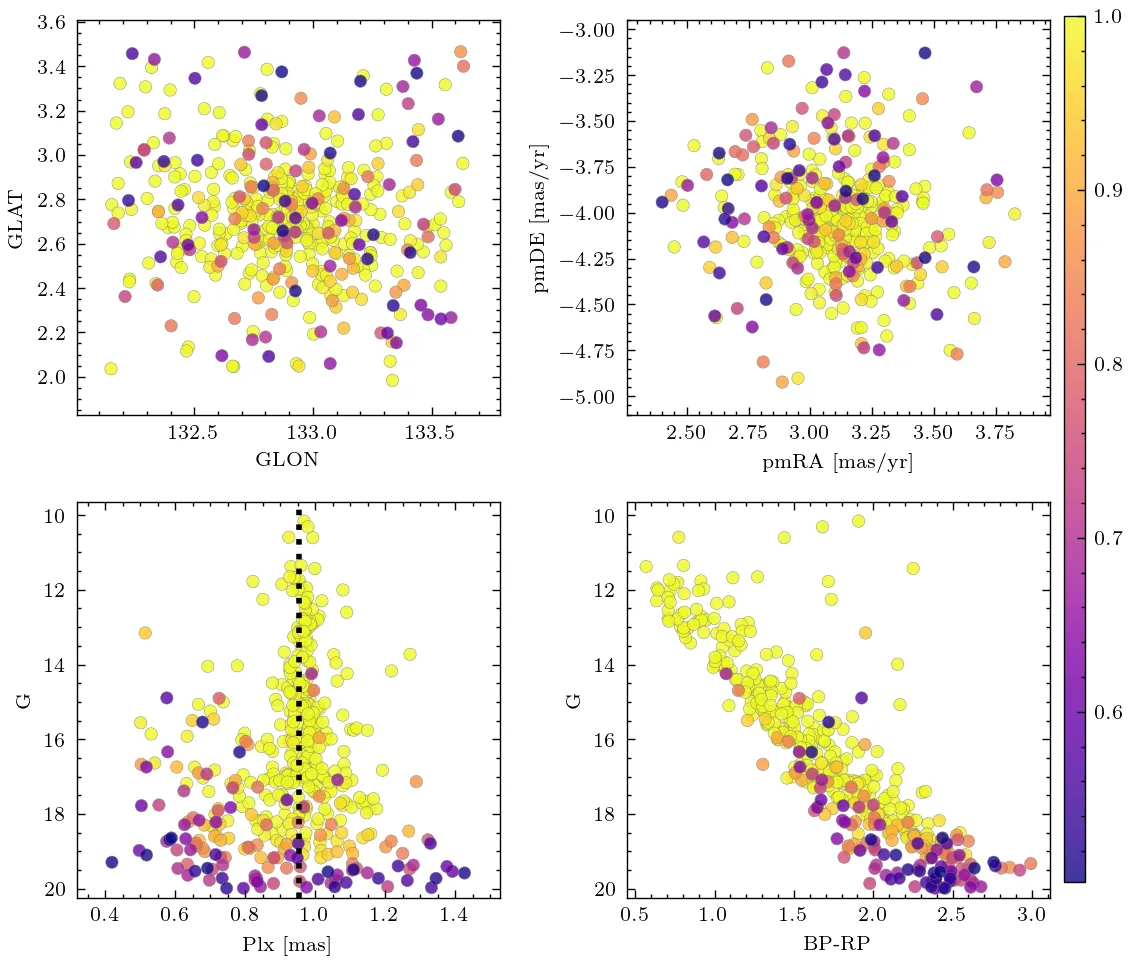 3.6
3.4
3.2
3.0
2.8
2.6
2.4
2.2
2.0
GLAT
132.5 133.0 133.5
GLON
−3.00
−3.25
−3.50
−3.75
−4.00
−4.25
−4.50
−4.75
−5.00
pmDE [mas/yr]
2.50 2.75 3.00 3.25 3.50 3.75
pmRA [mas/yr]
1.0
0.9
0.8
0.7
0.6
10
12
14
16
18
20
G
0.4 0.6 0.8 1.0 1.2 1.4
Plx [mas]
10
12
14
16
18
20
G
0.5 1.0 1.5 2.0 2.5 3.0
BP-RP